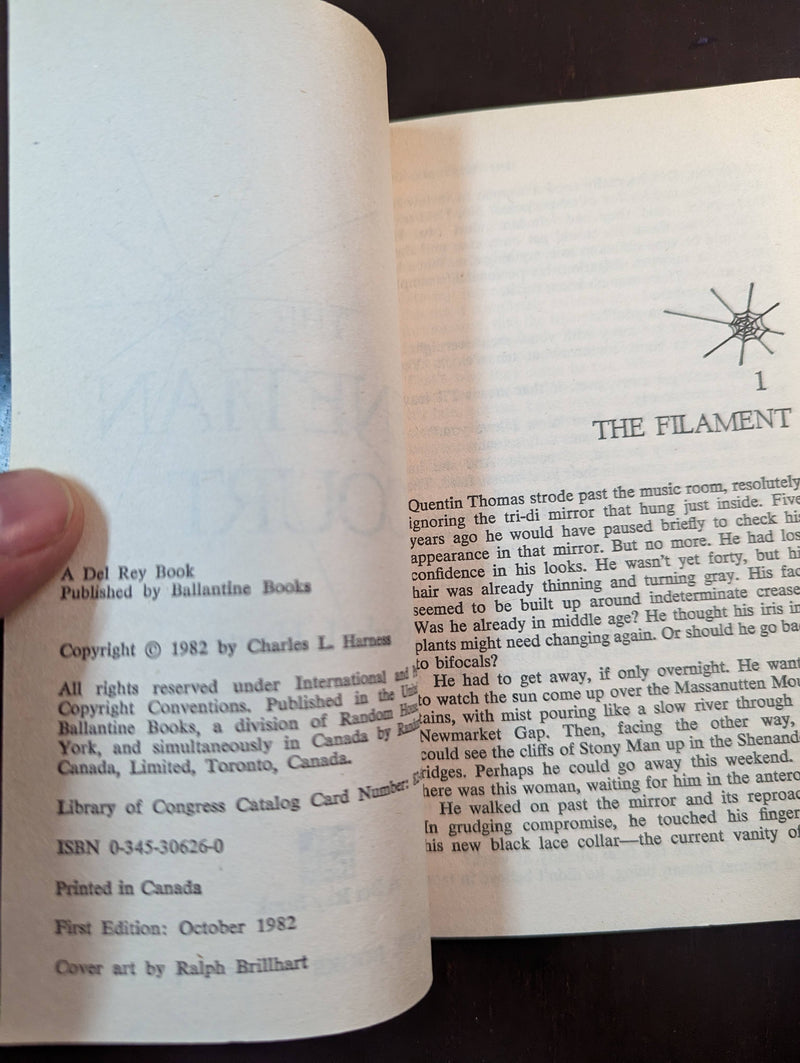 A Del Rey Book
Published by Ballantine Books
Copyright © 1982 by Charles L. Harness
All rights reserved under International and
Copyright Conventions. Published in the
Ballantine Books, a division of Random
York, and simultaneously in Canada by
Canada, Limited, Toronto, Canada.
Library of Congress Catalog Card Number:
ISBN 0-345-30626-0
Printed in Canada
First Edition: October 1982
Cover art by Ralph Brillhart
1
THE FILAMENT
Quentin Thomas strode past the music room, resolutely
ignoring the tri-di mirror that hung just inside. Five
years ago he would have paused briefly to check his
appearance in that mirror. But no more. He had los
confidence in his looks. He wasn't yet forty, but hi
hair was already thinning and turning gray. His fac
seemed to be built up around indeterminate crease
Was he already in middle age? He thought his iris im
plants might need changing again. Or should he go ba
to bifocals?
He had to get away, if only overnight. He want
to watch the sun come up over the Massanutten Mou
tains, with mist pouring like a slow river through
Newmarket Gap. Then, facing the other way,
could see the cliffs of Stony Man up in the Shenand
ridges. Perhaps he could go away this weekend.
here was this woman, waiting for him in the antero
He walked on past the mirror and its reproac
In grudging compromise, he touched his finger
his new black lace collar—the current vanity of